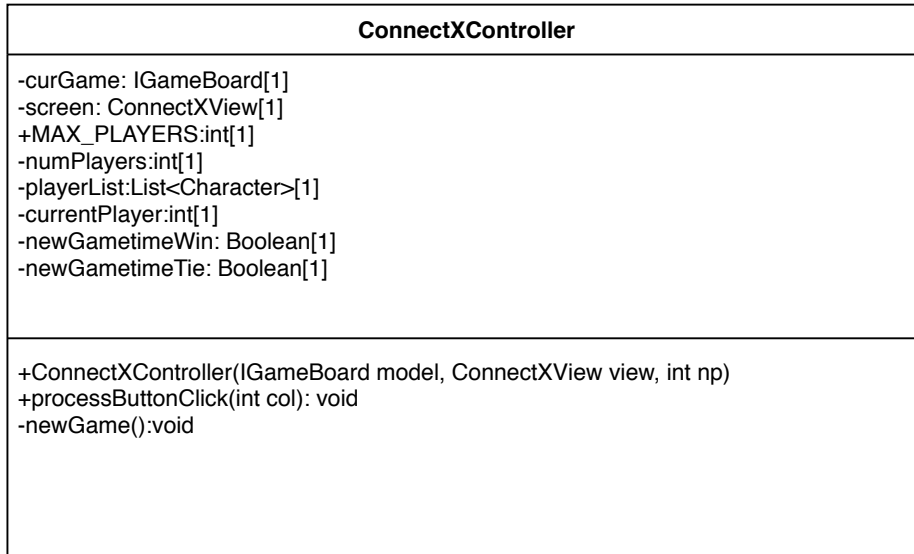 ConnectXController
-curGame: IGameBoard[1]
-screen: ConnectXView[1]
+MAX_PLAYERS:int[1]
-numPlayers:int[1]
-playerList:List<Character>[1]
-currentPlayer:int[1]
-newGametimeWin: Boolean[1]
-newGametimeTie: Boolean[1]
+ConnectXController(IGameBoard model, ConnectXView view, int np)
+processButtonClick(int col): void
-newGame():void